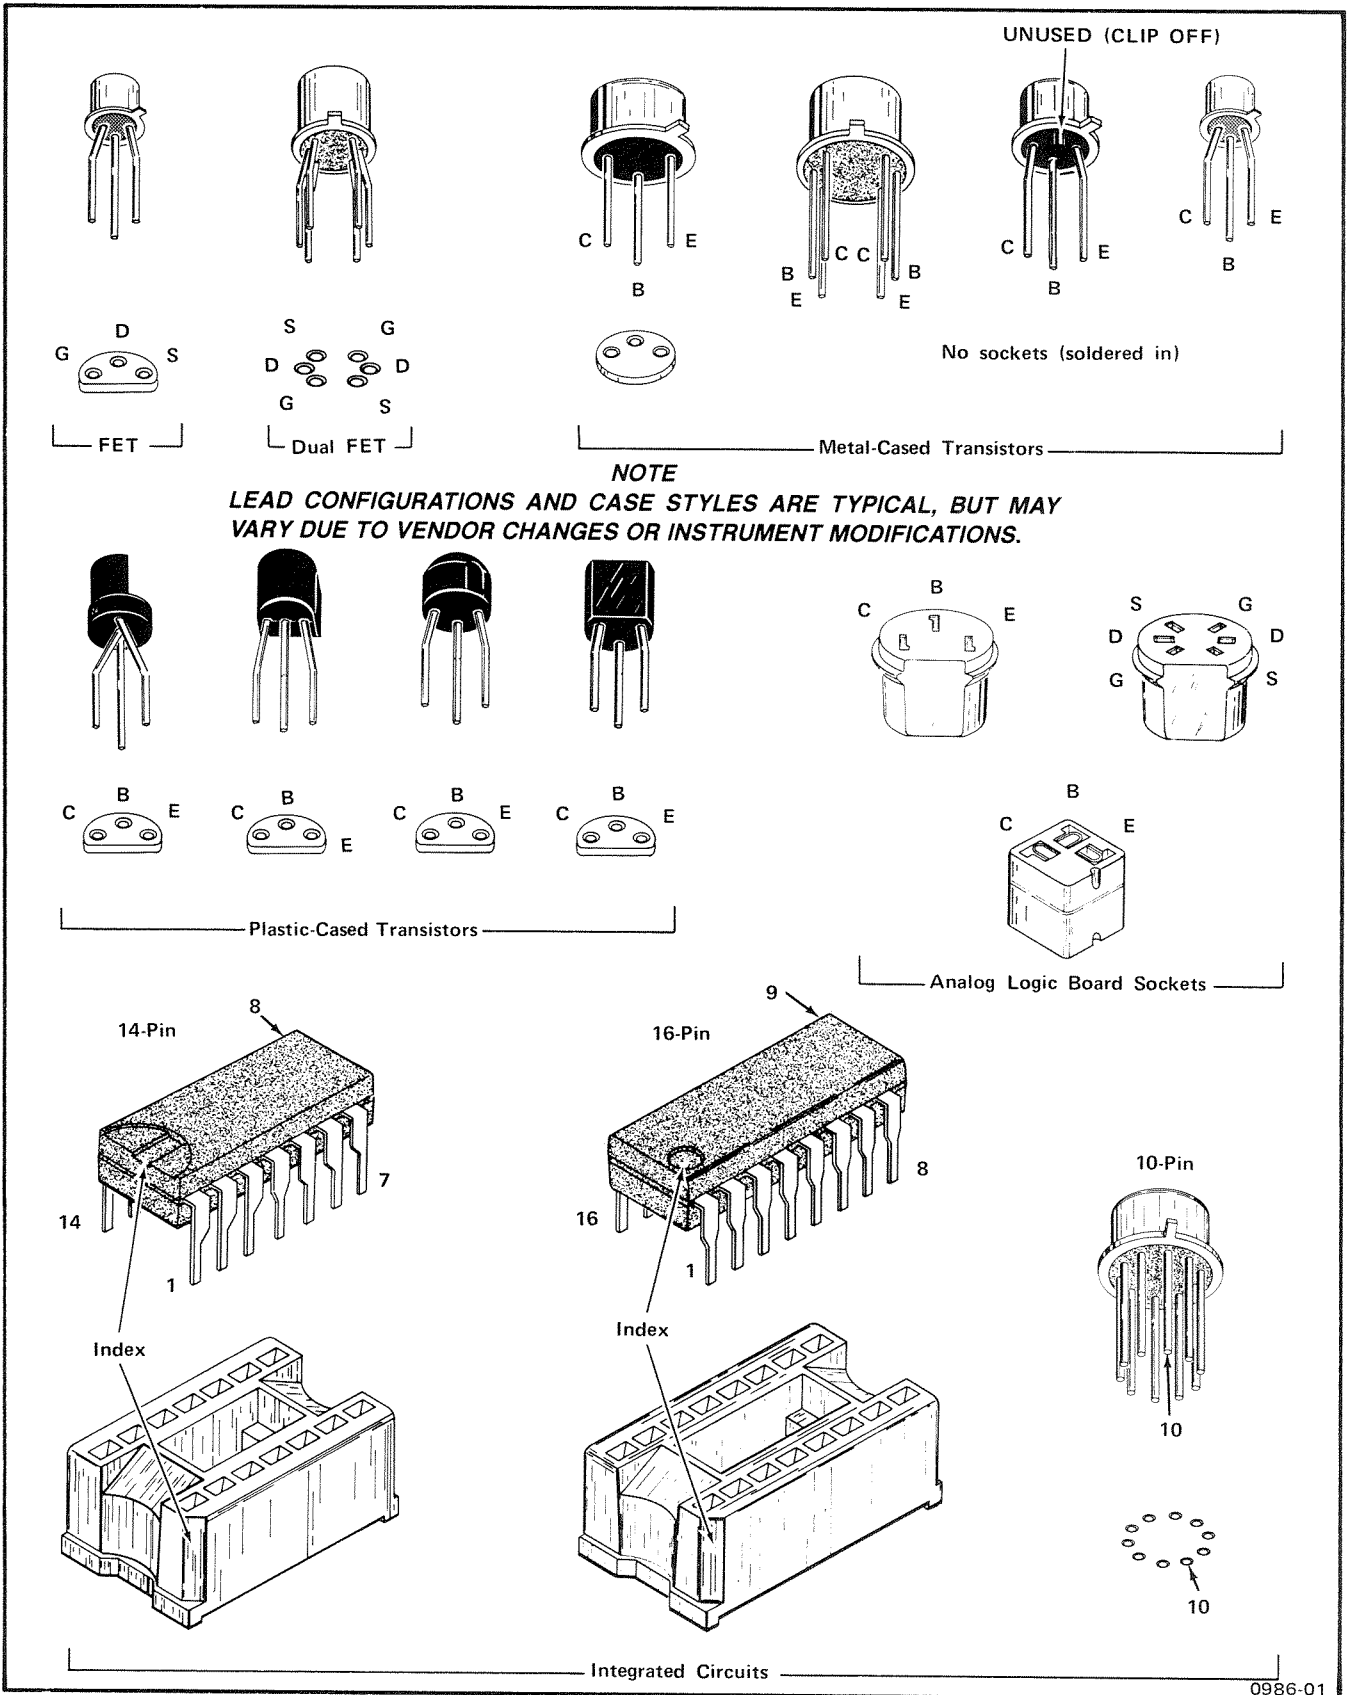 UNUSED (CLIP OFF)
C E
B
B C C B
E E
C E
B
C E
B
G D S
S G
D D
G S
No sockets (soldered in)
FET
Dual FET
Metal-Cased Transistors
NOTE
LEAD CONFIGURATIONS AND CASE STYLES ARE TYPICAL, BUT MAY
VARY DUE TO VENDOR CHANGES OR INSTRUMENT MODIFICATIONS.
C B E
S G
D D
G S
C B E
C B E
C B E
C B E
C B E
Plastic-Cased Transistors
Analog Logic Board Sockets
14-Pin
8
7
14
1
Index
16-Pin
9
8
16
1
Index
10-Pin
10
10
Integrated Circuits
0986-01